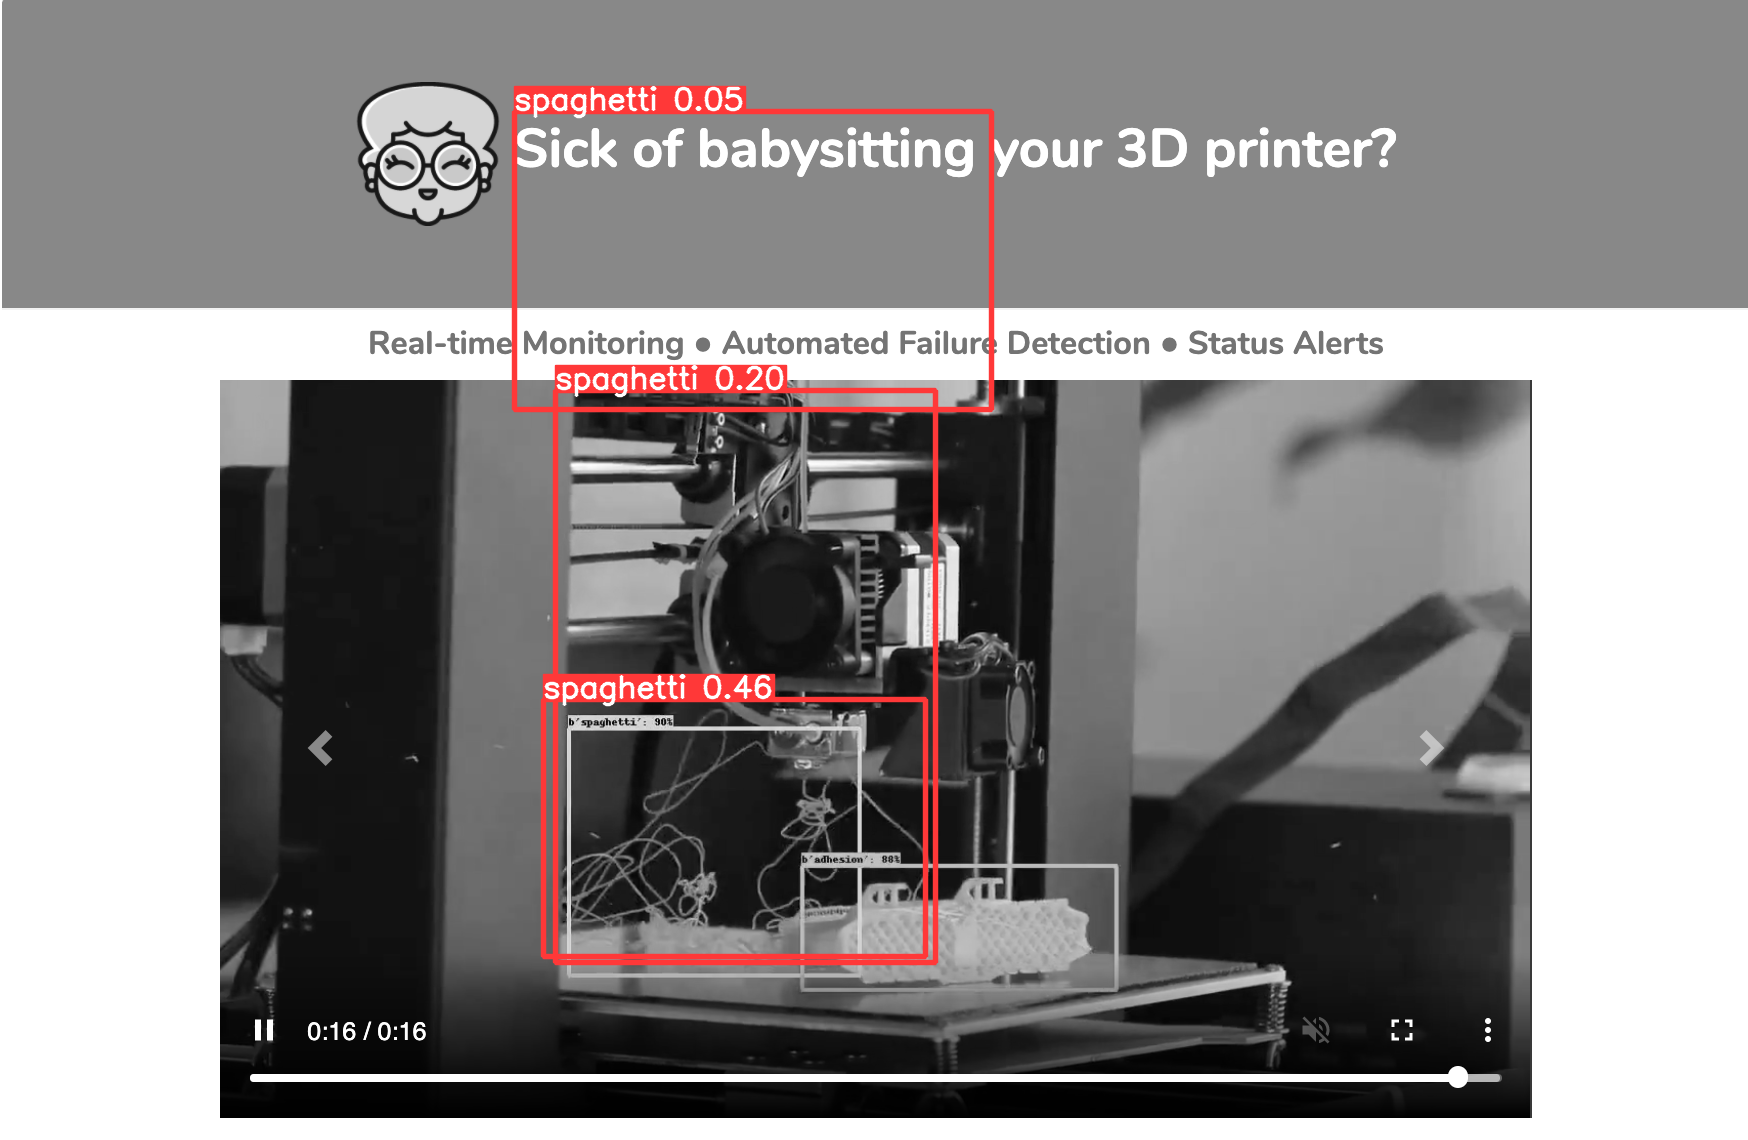 spaghetti 0.05
Sick of babysitting your 3D printer?
Real-time Monitoring ● Automated Failure Detection ● Status Alerts
spaghetti 0.20
spaghetti 0.46
b'spaghetti': 90%
b'adhesion': 88%
0:16 / 0:16